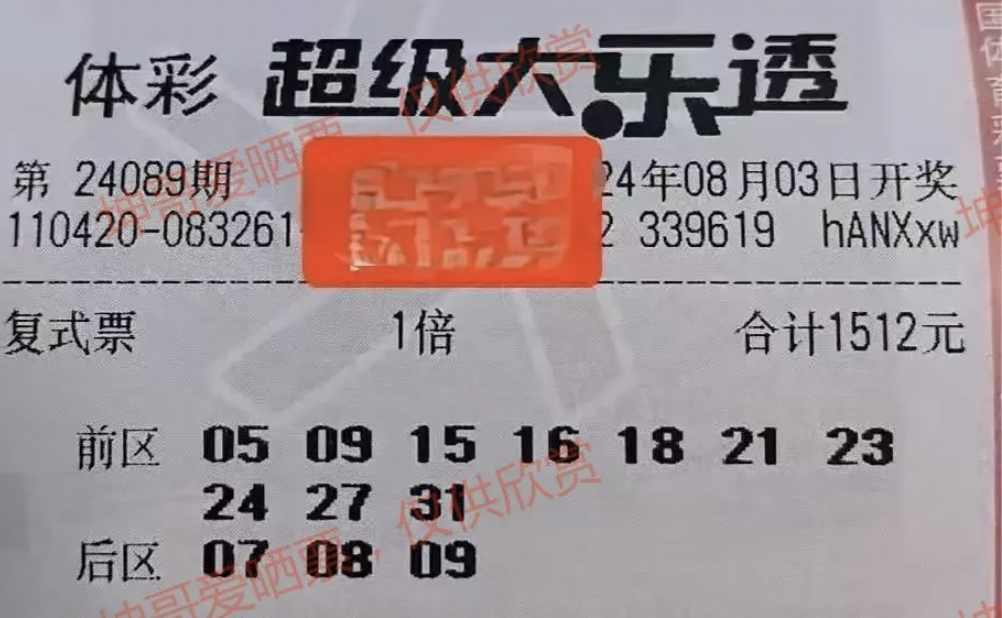 体彩 超级大乐透
第 24089期 24年08月03日开奖
110420-083261 2 339619 hANXxw
复式票 1倍 合计1512元
前区 05 09 15 16 18 21 23
24 27 31
后区 07 08 09
坤哥爱晒票，仅供欣赏
坤哥爱晒票，仅供欣赏